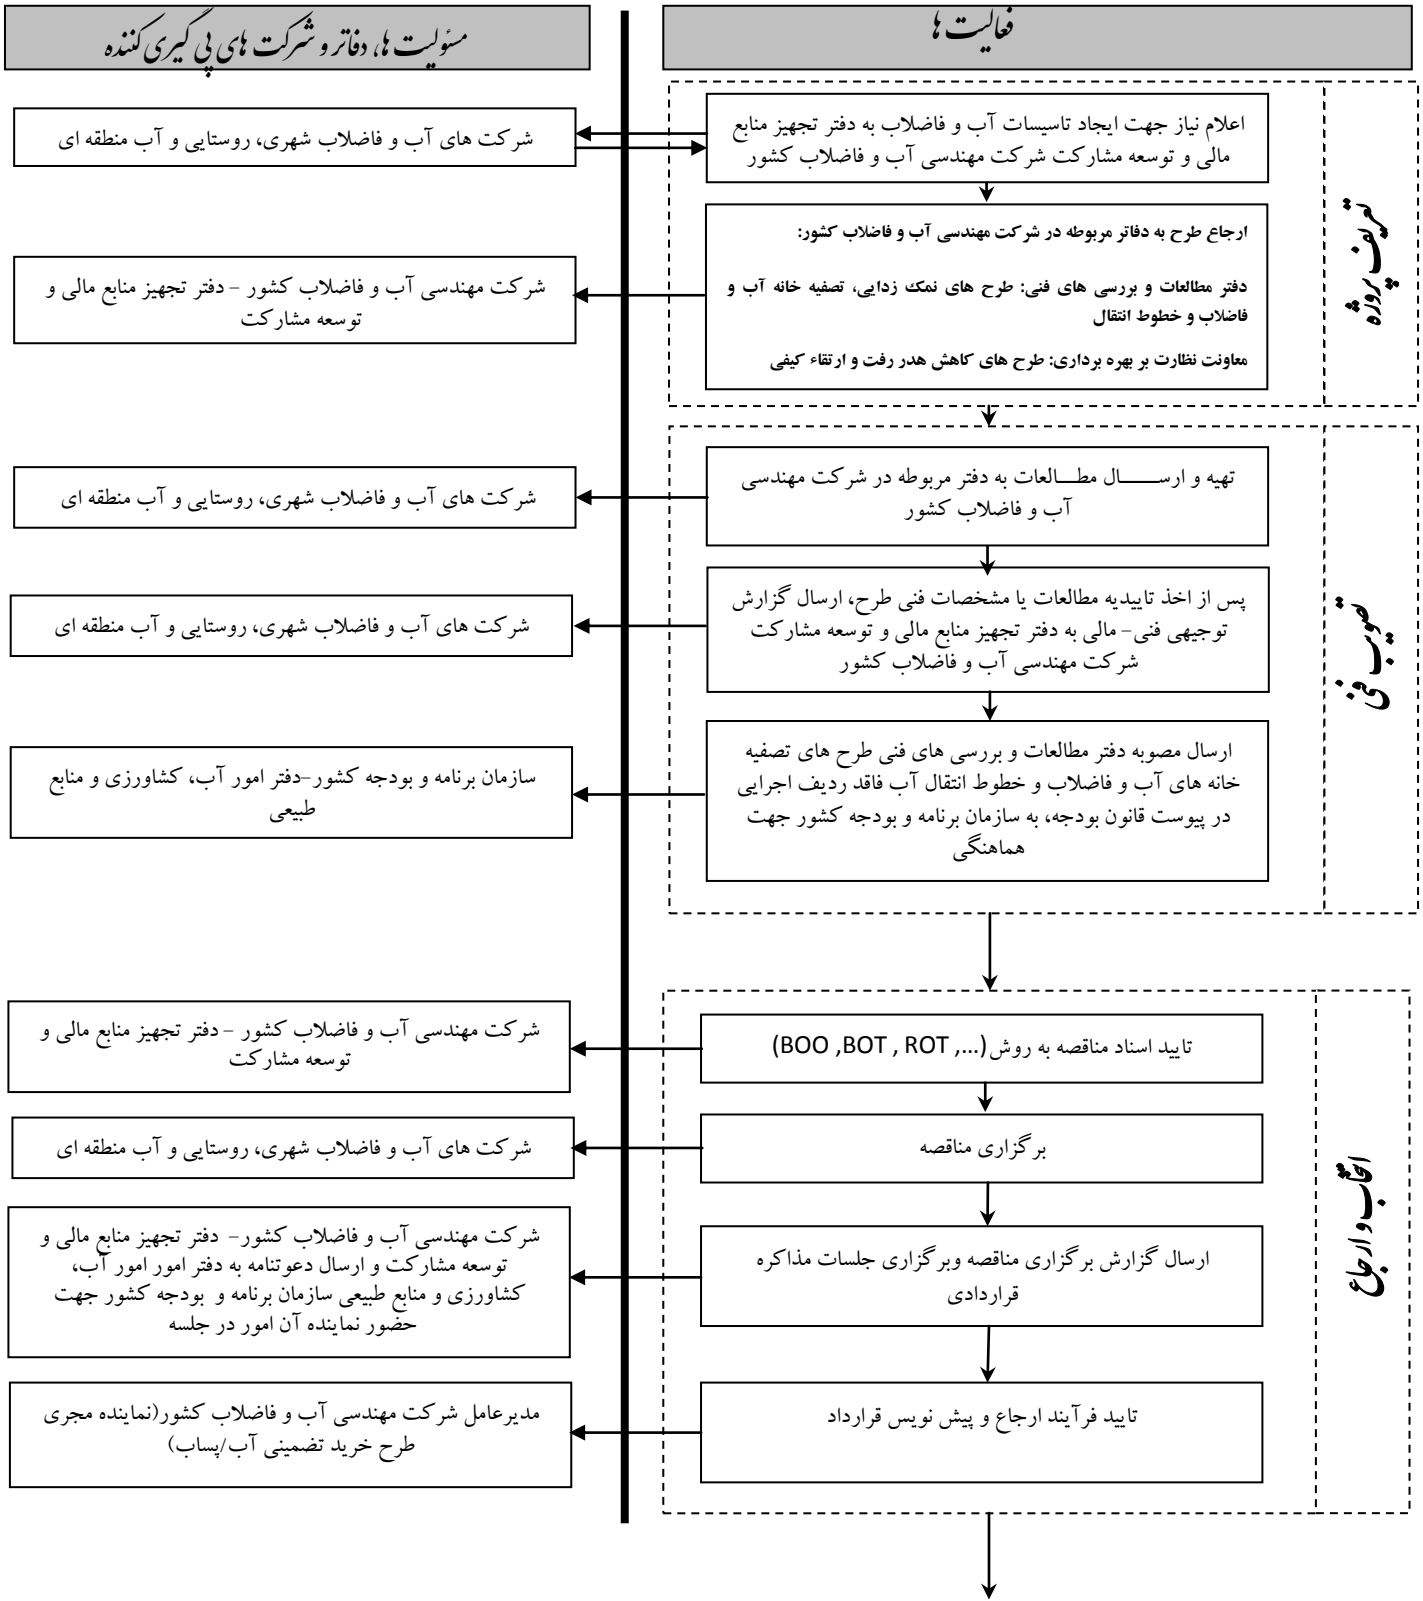 فعالیت ها
مسئولیت ها، دفاتر و شرکت های پی گیری کننده
تعریف پروژه
اعلام نیاز جهت ایجاد تاسیسات آب و فاضلاب به دفتر تجهیز منابع
مالی و توسعه مشارکت شرکت مهندسی آب و فاضلاب کشور
شرکت های آب و فاضلاب شهری، روستایی و آب منطقه ای
ارجاع طرح به دفاتر مربوطه در شرکت مهندسی آب و فاضلاب کشور:
دفتر مطالعات و بررسی های فنی: طرح های نمک زدایی، تصفیه خانه آب و
فاضلاب و خطوط انتقال
معاونت نظارت بر بهره برداری: طرح های کاهش هدر رفت و ارتقاء کیفی
شرکت مهندسی آب و فاضلاب کشور – دفتر تجهیز منابع مالی و
توسعه مشارکت
تصویب فنی
تهیه و ارســـــال مطـــالعات به دفتر مربوطه در شرکت مهندسی
آب و فاضلاب کشور
شرکت های آب و فاضلاب شهری، روستایی و آب منطقه ای
پس از اخذ تاییدیه مطالعات یا مشخصات فنی طرح، ارسال گزارش
توجیهی فنی– مالی به دفتر تجهیز منابع مالی و توسعه مشارکت
شرکت مهندسی آب و فاضلاب کشور
شرکت های آب و فاضلاب شهری، روستایی و آب منطقه ای
ارسال مصوبه دفتر مطالعات و بررسی های فنی طرح های تصفیه
خانه های آب و فاضلاب و خطوط انتقال آب فاقد ردیف اجرایی
در پیوست قانون بودجه، به سازمان برنامه و بودجه کشور جهت
هماهنگی
سازمان برنامه و بودجه کشور–دفتر امور آب، کشاورزی و منابع
طبیعی
انتخاب و ارجاع
تایید اسناد مناقصه به روش (BOO ,BOT , ROT ,...)
شرکت مهندسی آب و فاضلاب کشور – دفتر تجهیز منابع مالی و
توسعه مشارکت
برگزاری مناقصه
شرکت های آب و فاضلاب شهری، روستایی و آب منطقه ای
ارسال گزارش برگزاری مناقصه وبرگزاری جلسات مذاکره
قراردادی
شرکت مهندسی آب و فاضلاب کشور– دفتر تجهیز منابع مالی و
توسعه مشارکت و ارسال دعوتنامه به دفتر امور امور آب،
کشاورزی و منابع طبیعی سازمان برنامه و بودجه کشور جهت
حضور نماینده آن امور در جلسه
تایید فرآیند ارجاع و پیش نویس قرارداد
مدیرعامل شرکت مهندسی آب و فاضلاب کشور(نماینده مجری
طرح خرید تضمینی آب/پساب)